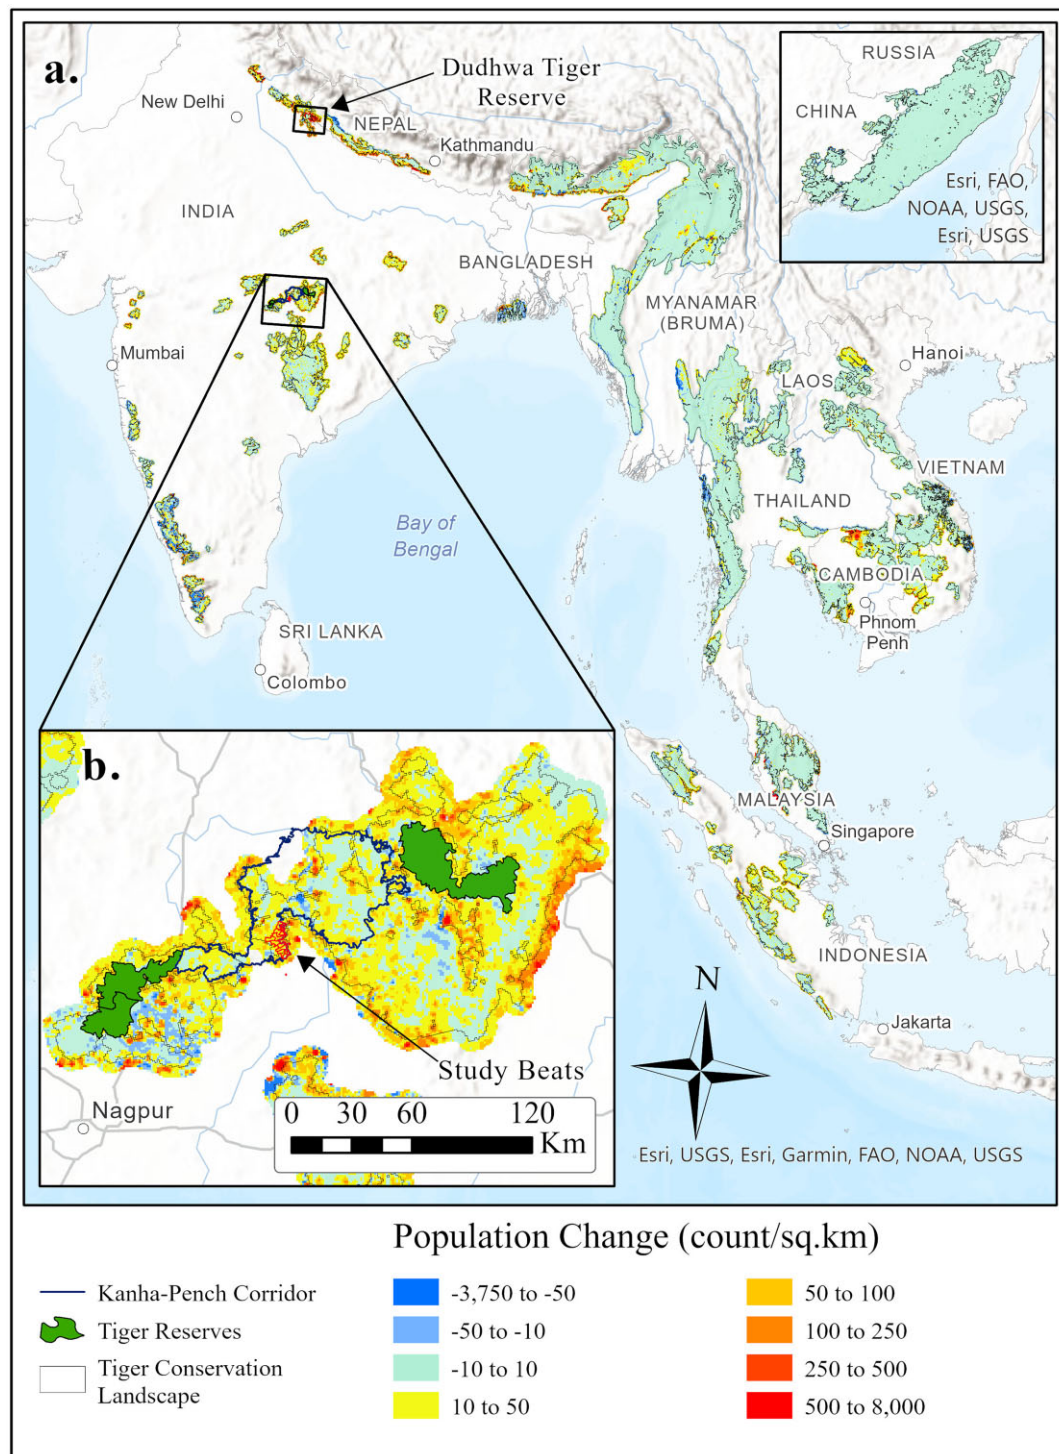 a.
Dudhwa Tiger
Reserve
New Delhi
NEPAL
Kathmandu
RUSSIA
CHINA
Esri, FAO,
NOAA, USGS,
Esri, USGS
INDIA
BANGLADESH
MYANAMAR
(BRUMA)
Mumbai
Hanoi
LAOS
VIETNAM
THAILAND
Bay of
Bengal
CAMBODIA
Phnom
Penh
SRI LANKA
Colombo
MALAYSIA
Singapore
INDONESIA
Jakarta
N
Esri, USGS, Esri, Garmin, FAO, NOAA, USGS
b.
Study Beats
Nagpur
0 30 60 120
Km
Population Change (count/sq.km)
Kanha-Pench Corridor
Tiger Reserves
Tiger Conservation
Landscape
-3,750 to -50
-50 to -10
-10 to 10
10 to 50
50 to 100
100 to 250
250 to 500
500 to 8,000